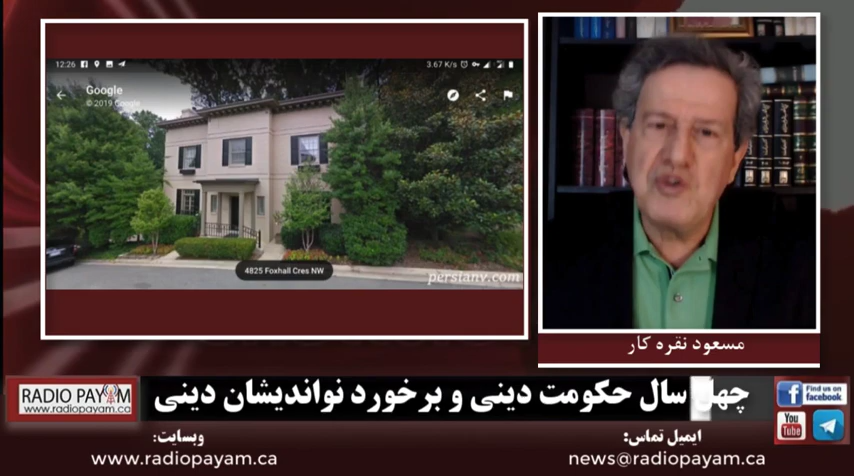 12:26
3.67 K/s
Google
© 2019 Google
4825 Foxhall Cres NW
persianv.com
مسعود نقره کار
RADIO PAYAM
www.radiopayam.ca
چهل سال حکومت دینی و برخورد نواندیشان دینی
Find us on
facebook
You
Tube
وبسایت:
www.radiopayam.ca
ایمیل تماس:
news@radiopayam.ca